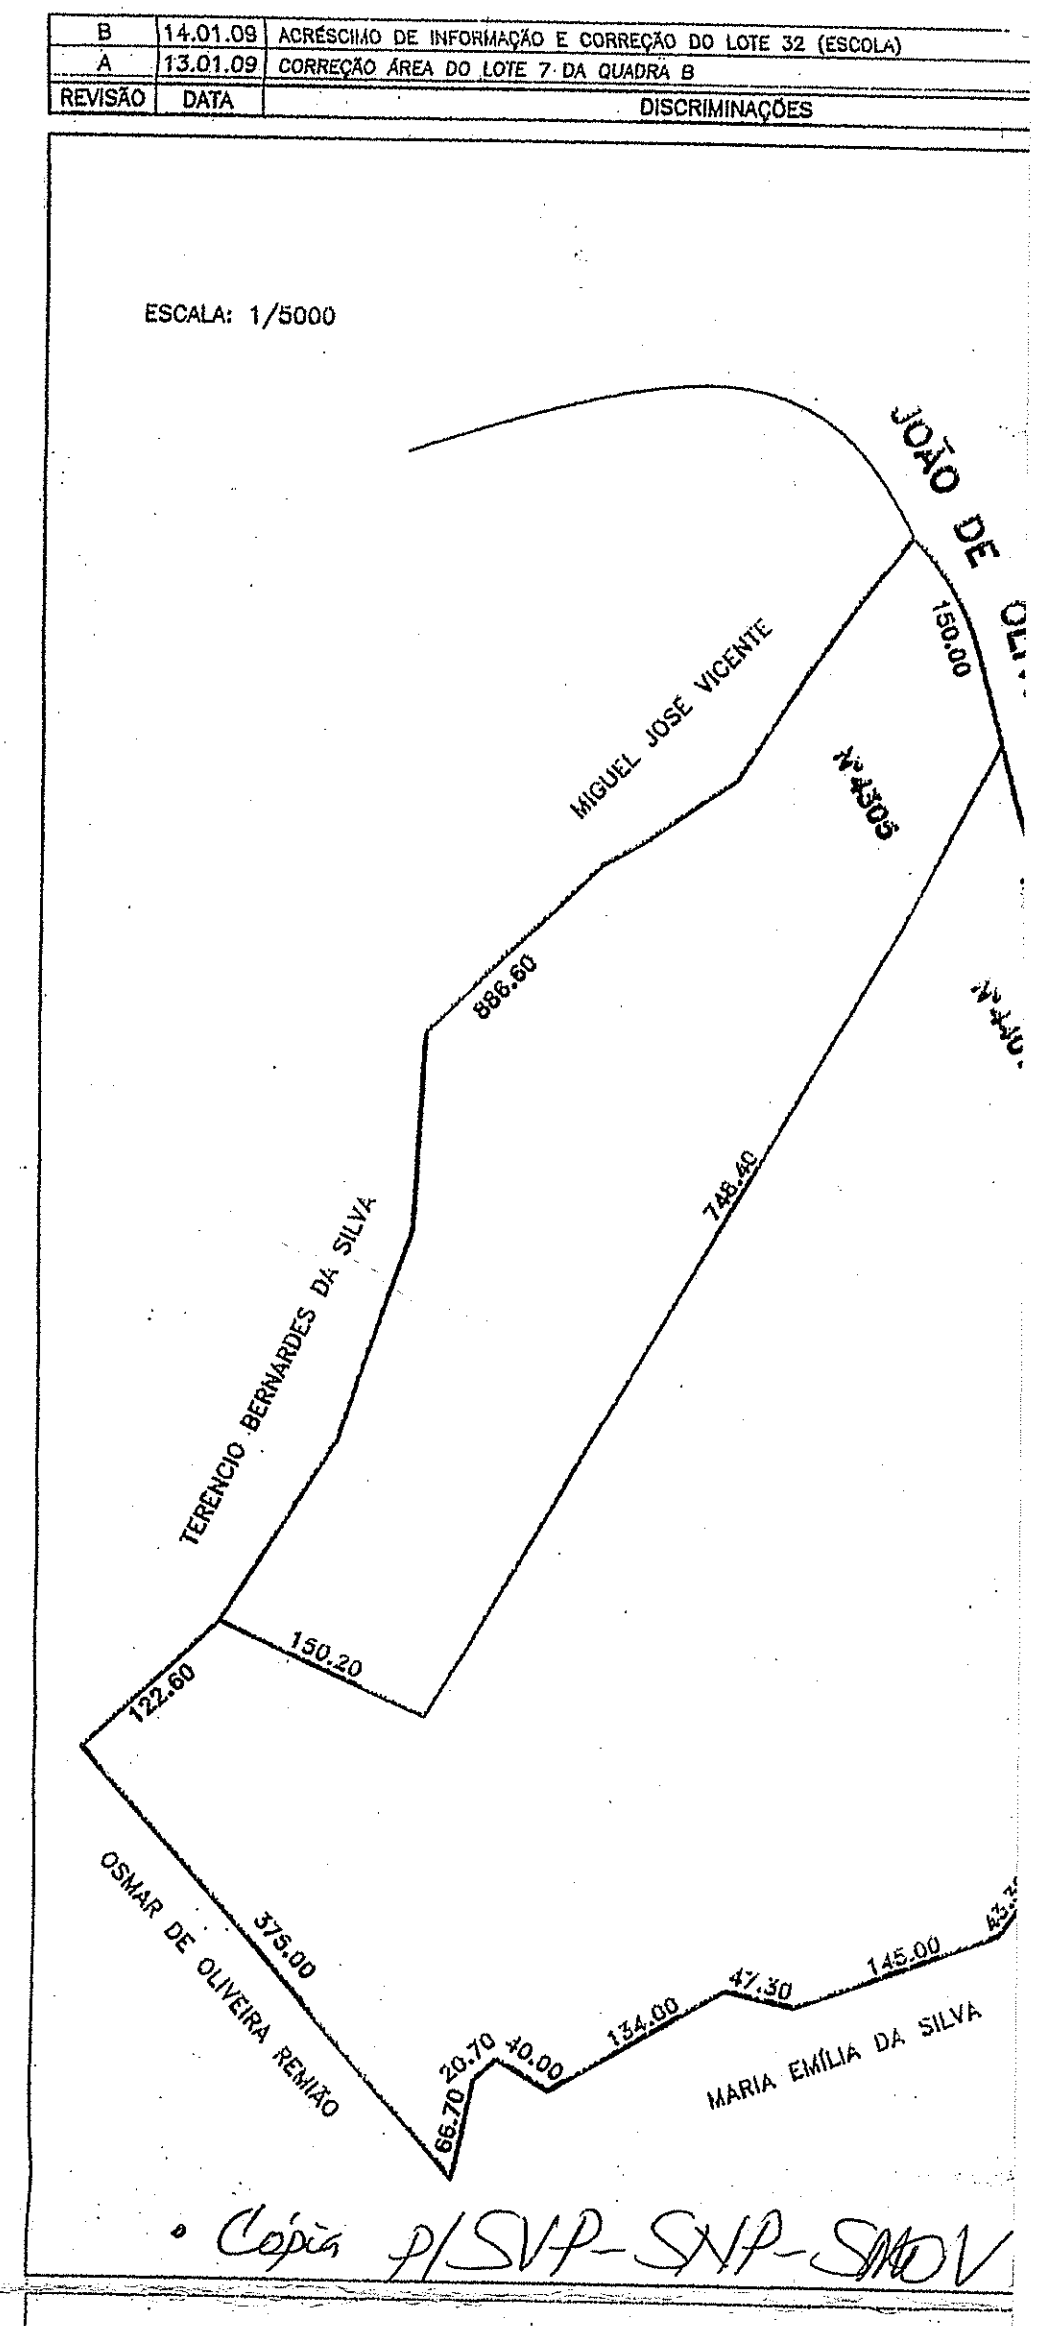 B 14.01.09 ACRÉSCIMO DE INFORMAÇÃO E CORREÇÃO DO LOTE 32 (ESCOLA)
A 13.01.09 CORREÇÃO ÁREA DO LOTE 7 DA QUADRA B
REVISÃO DATA DISCRIMINAÇÕES
ESCALA: 1/5000
JOÃO DE
150.00
MIGUEL JOSÉ VICENTE
Nº4305
886.60
748.40
TERENCIO BERNARDES DA SILVA
150.20
122.60
OSMAR DE OLIVEIRA REMIÃO
375.00
66.70
20.70
40.00
134.00
47.30
145.00
MARIA EMÍLIA DA SILVA
Cópia P/SVP-SNP-SMOV